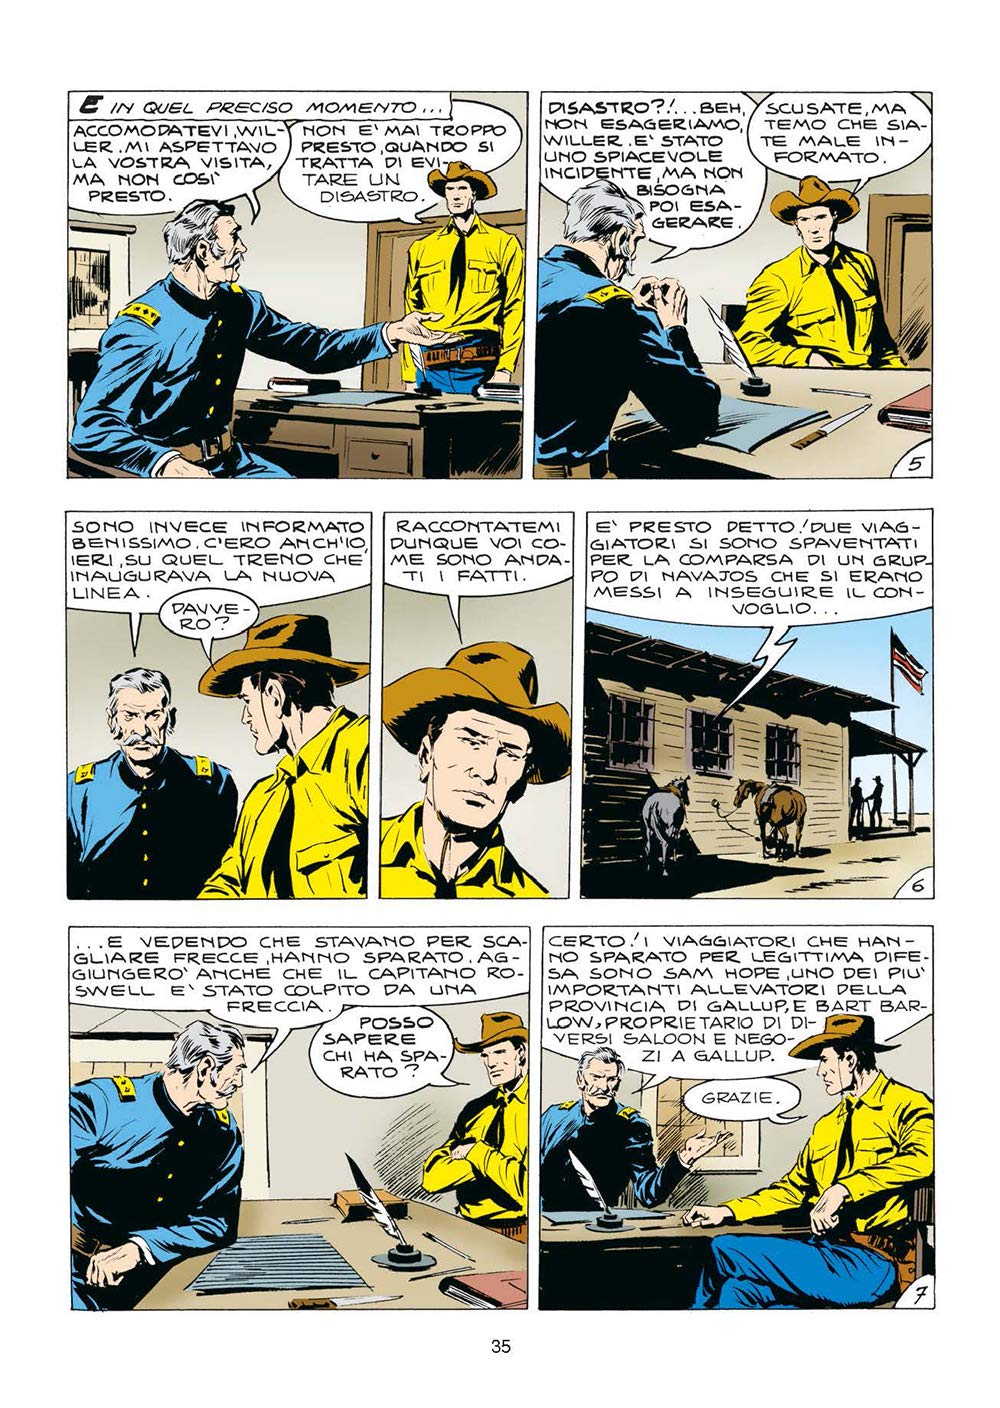 E IN QUEL PRECISO MOMENTO...
ACCOMODATEVI, WIL-
LER. MI ASPETTAVO
LA VOSTRA VISITA,
MA NON COSÌ
PRESTO.
NON E' MAI TROPPO
PRESTO, QUANDO SI
TRATTA DI EVI-
TARE UN
DISASTRO.
DISASTRO?!... BEH,
NON ESAGERIAMO,
WILLER. E' STATO
UNO SPIACEVOLE
INCIDENTE, MA NON
BISOGNA
POI ESA-
GERARE.
SCUSATE, MA
TEMO CHE SIA-
TE MALE IN-
FORMATO.
5
SONO INVECE INFORMATO
BENISSIMO, C'ERO ANCH'IO,
IERI, SU QUEL TRENO CHE
INAUGURAVA LA NUOVA
LINEA.
DAVVE-
RO?
RACCONTATEMI
DUNQUE VOI CO-
ME SONO ANDA-
TI I FATTI.
E' PRESTO DETTO! DUE VIAG-
GIATORI SI SONO SPAVENTATI
PER LA COMPARSA DI UN GRUP-
PO DI NAVAJOS CHE SI ERANO
MESSI A INSEGUIRE IL CON-
VOGLIO...
6
...E VEDENDO CHE STAVANO PER SCA-
GLIARE FRECCE, HANNO SPARATO. AG-
GIUNGERO' ANCHE CHE IL CAPITANO RO-
SWELL E' STATO COLPITO DA UNA
FRECCIA.
POSSO
SAPERE
CHI HA SPA-
RATO?
CERTO! I VIAGGIATORI CHE HAN-
NO SPARATO PER LEGITTIMA DIFE-
SA SONO SAM HOPE, UNO DEI PIU'
IMPORTANTI ALLEVATORI DELLA
PROVINCIA DI GALLUP, E BART BAR-
LOW, PROPRIETARIO DI DI-
VERSI SALOON E NEGO-
ZI A GALLUP.
GRAZIE.
7
35